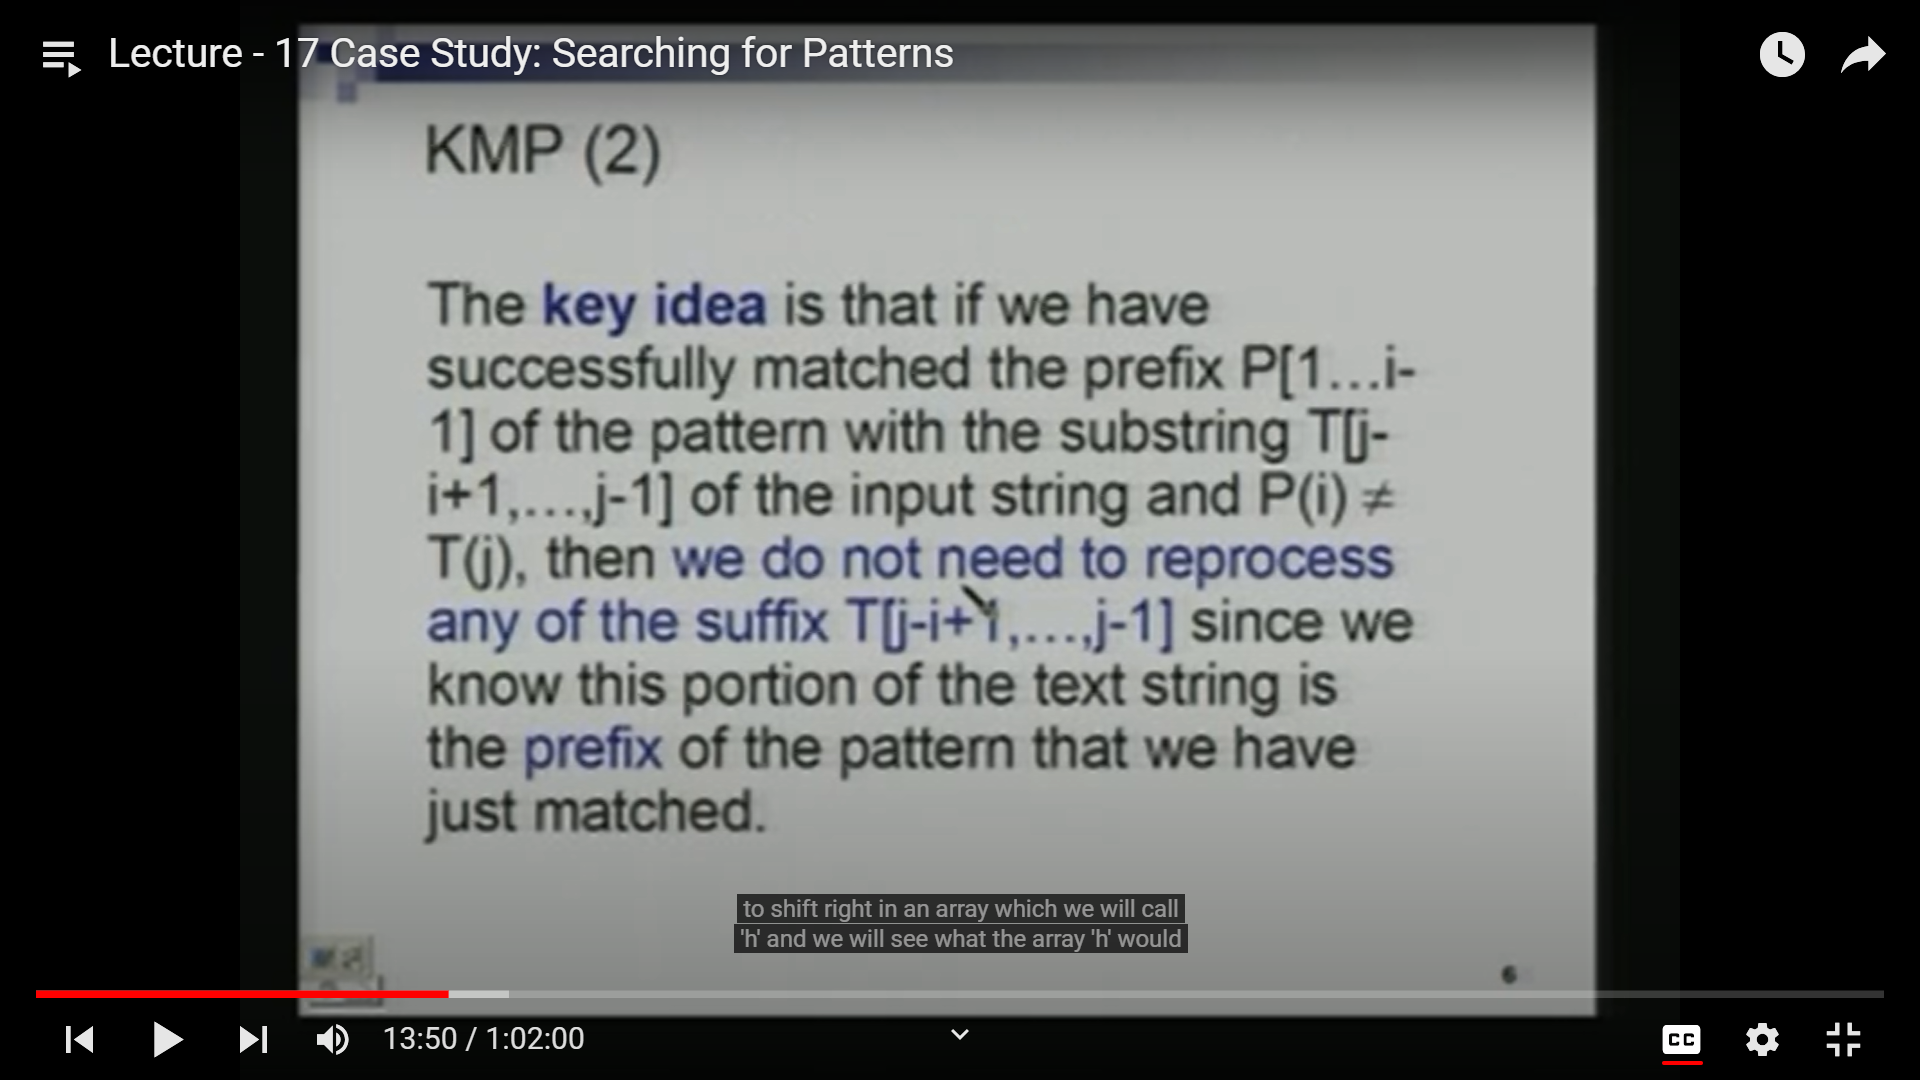 Lecture - 17 Case Study: Searching for Patterns
KMP (2)
The key idea is that if we have
successfully matched the prefix P[1...i-
1] of the pattern with the substring T[j-
i+1,...,j-1] of the input string and P(i) ≠
T(j), then we do not need to reprocess
any of the suffix T[j-i+1,...,j-1] since we
know this portion of the text string is
the prefix of the pattern that we have
just matched.
to shift right in an array which we will call
'h' and we will see what the array 'h' would
6
13:50 / 1:02:00
CC